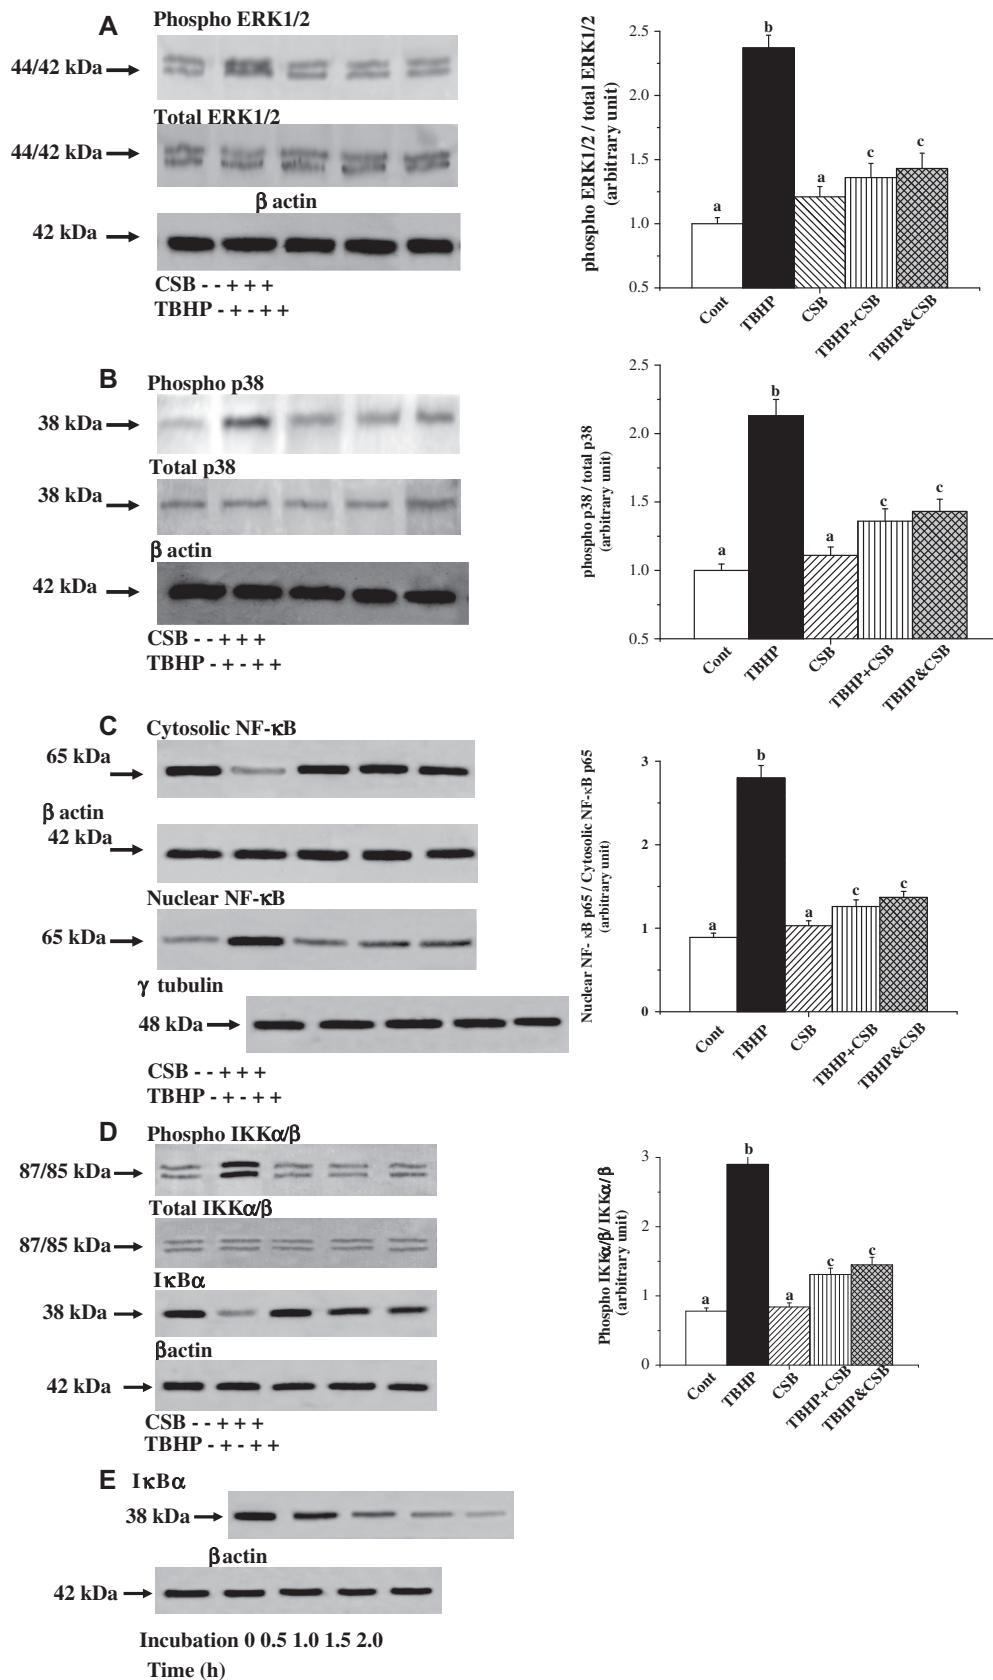 A
Phospho ERK1/2
44/42 kDa
Total ERK1/2
44/42 kDa
β actin
42 kDa
CSB - - + + +
TBHP - + - + +
phospho ERK1/2 / total ERK1/2
(arbitrary unit)
2.5
2.0
1.5
1.0
0.5
a
b
a
c
c
Cont
TBHP
CSB
TBHP+CSB
TBHP&CSB
B
Phospho p38
38 kDa
Total p38
38 kDa
β actin
42 kDa
CSB - - + + +
TBHP - + - + +
phospho p38 / total p38
(arbitrary unit)
2.5
2.0
1.5
1.0
0.5
a
b
a
c
c
Cont
TBHP
CSB
TBHP+CSB
TBHP&CSB
C
Cytosolic NF-κB
65 kDa
β actin
42 kDa
Nuclear NF-κB
65 kDa
γ tubulin
48 kDa
CSB - - + + +
TBHP - + - + +
Nuclear NF- κB p65 / Cytosolic NF-κB p65
(arbitrary unit)
3
2
1
0
a
b
a
c
c
Cont
TBHP
CSB
TBHP+CSB
TBHP&CSB
D
Phospho IKKα/β
87/85 kDa
Total IKKα/β
87/85 kDa
IκBα
38 kDa
βactin
42 kDa
CSB - - + + +
TBHP - + - + +
Phospho IKKα/β/ IKKα/β
(arbitrary unit)
3
2
1
0
a
b
a
c
c
Cont
TBHP
CSB
TBHP+CSB
TBHP&CSB
E
IκBα
38 kDa
βactin
42 kDa
Incubation 0 0.5 1.0 1.5 2.0
Time (h)